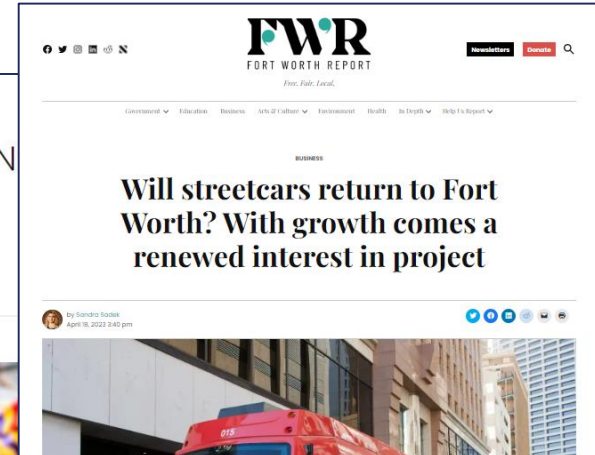 N
FWR
FORT WORTH REPORT
Free. Fair. Local.
Newsletters
Donate
Government Education Business Arts & Culture Environment Health In Depth Help Us Report
BUSINESS
Will streetcars return to Fort
Worth? With growth comes a
renewed interest in project
by Sandra Sadek
April 18, 2023 3:40 pm
015